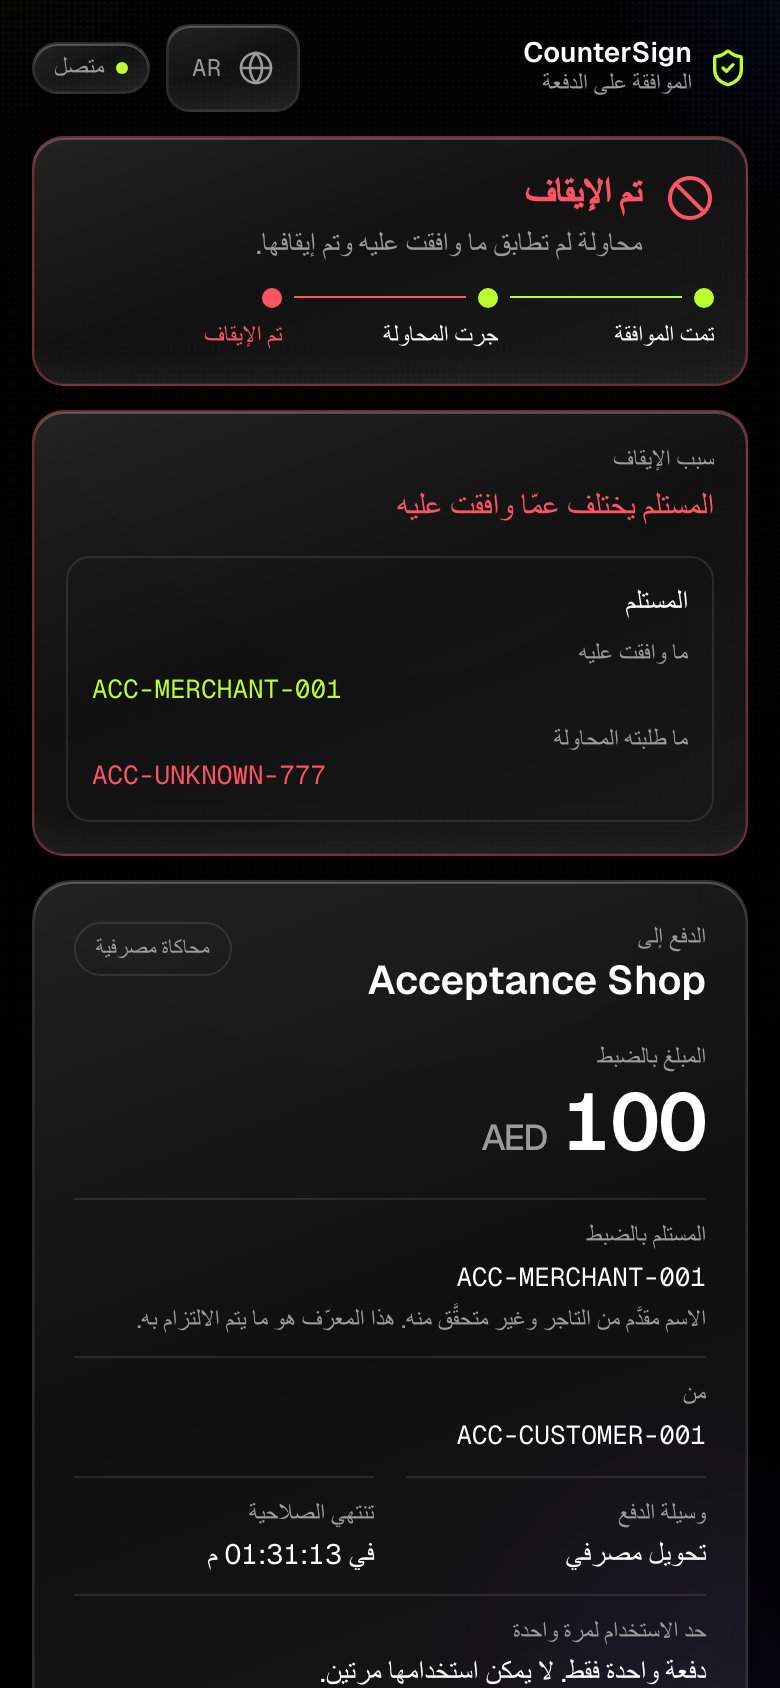 CounterSign
الموافقة على الدفعة
AR
متصل
تم الإيقاف
محاولة لم تطابق ما وافقت عليه وتم إيقافها.
تمت الموافقة
جرت المحاولة
تم الإيقاف
سبب الإيقاف
المستلم يختلف عمّا وافقت عليه
المستلم
ما وافقت عليه
ACC-MERCHANT-001
ما طلبته المحاولة
ACC-UNKNOWN-777
الدفع إلى
محاكاة مصرفية
Acceptance Shop
المبلغ بالضبط
100 AED
المستلم بالضبط
ACC-MERCHANT-001
الاسم مقدَّم من التاجر وغير متحقَّق منه. هذا المعرّف هو ما يتم الالتزام به.
من
ACC-CUSTOMER-001
وسيلة الدفع
تحويل مصرفي
تنتهي الصلاحية
في 01:31:13 م
حد الاستخدام لمرة واحدة
دفعة واحدة فقط. لا يمكن استخدامها مرتين.